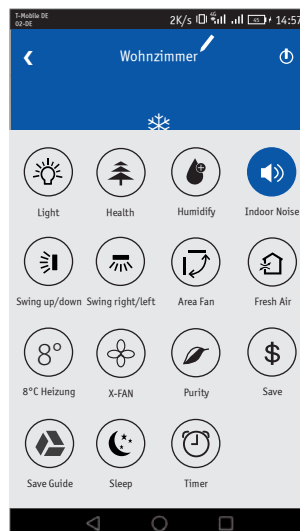 T-Mobile DE
02-DE
2K/s 4G 45 14:57
Wohnzimmer
Light Health Humidify Indoor Noise
Swing up/down Swing right/left Area Fan Fresh Air
8°
$
8°C Heizung X-FAN Purity Save
Save Guide Sleep Timer